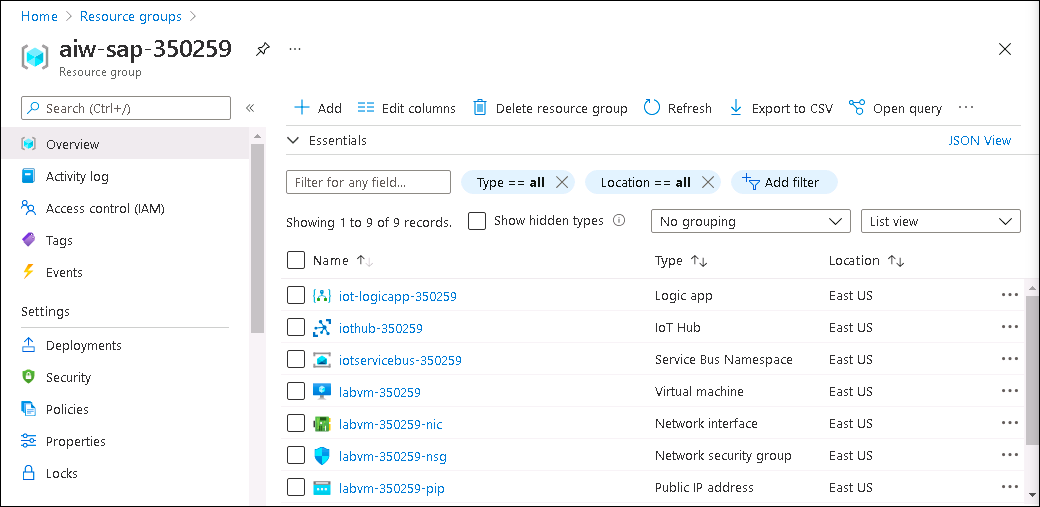 Home > Resource groups >
aiw-sap-350259 ...
Resource group
Search (Ctrl+/) «
Add Edit columns Delete resource group Refresh Export to CSV Open query ...
Overview
Activity log
Access control (IAM)
Tags
Events
Settings
Deployments
Security
Policies
Properties
Locks
Essentials JSON View
Filter for any field... Type == all Location == all Add filter
Showing 1 to 9 of 9 records. Show hidden types No grouping List view
Name Type Location
iot-logicapp-350259 Logic app East US ...
iothub-350259 IoT Hub East US ...
iotservicebus-350259 Service Bus Namespace East US ...
labvm-350259 Virtual machine East US ...
labvm-350259-nic Network interface East US ...
labvm-350259-nsg Network security group East US ...
labvm-350259-pip Public IP address East US ...